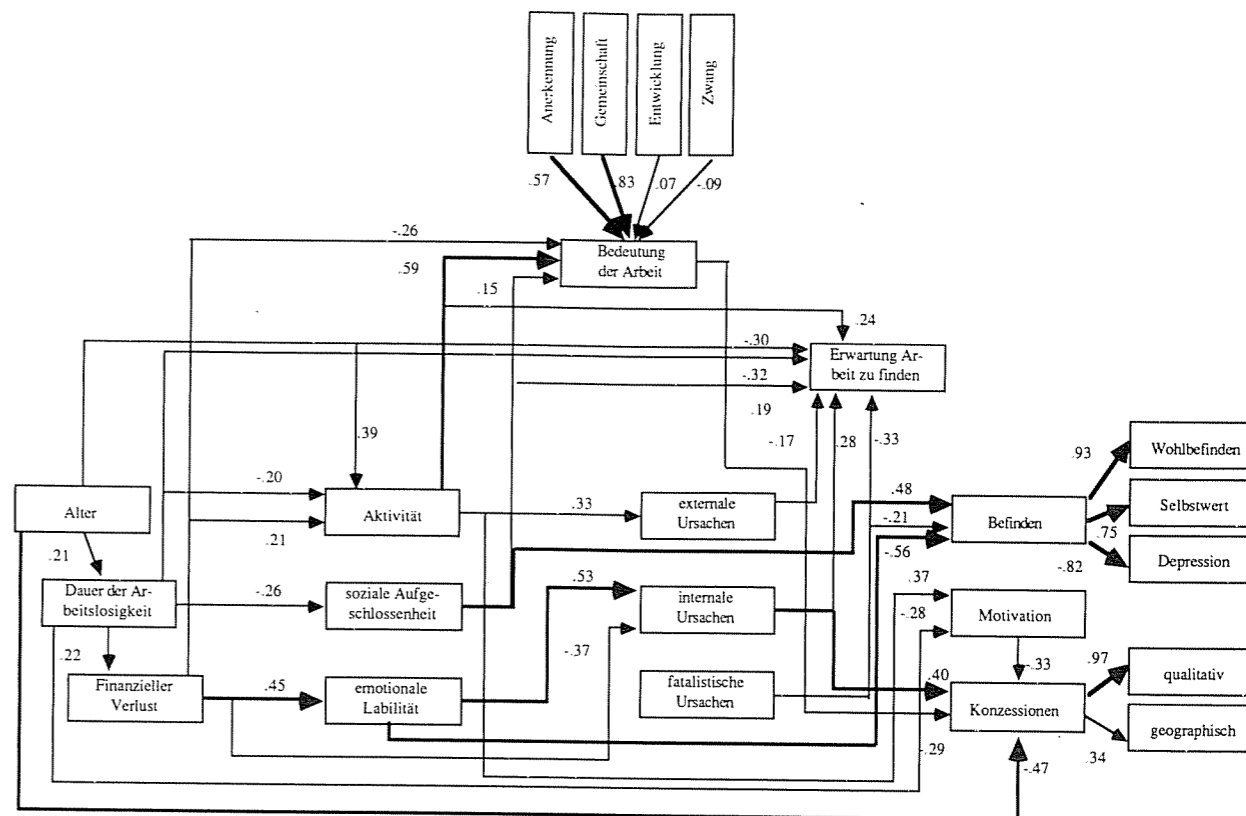 Anerkennung
Gemeinschaft
Entwicklung
Zwang
.57
.83
.07
-.09
-.26
Bedeutung
der Arbeit
.59
.15
.24
-.30
Erwartung Ar-
beit zu finden
-.32
.19
.39
-.17
.28
-.33
-.20
Alter
Aktivität
.33
externale
Ursachen
.48
Befinden
.93
Wohlbefinden
Selbstwert
.75
-.21
.21
.21
-.56
-.82
Depression
Dauer der Ar-
beitslosigkeit
-.26
soziale Aufge-
schlossenheit
.53
internale
Ursachen
.37
Motivation
-.28
.22
-.37
-.33
.97
qualitativ
Finanzieller
Verlust
.45
emotionale
Labilität
fatalistische
Ursachen
.40
Konzessionen
geographisch
.34
-.29
-.47